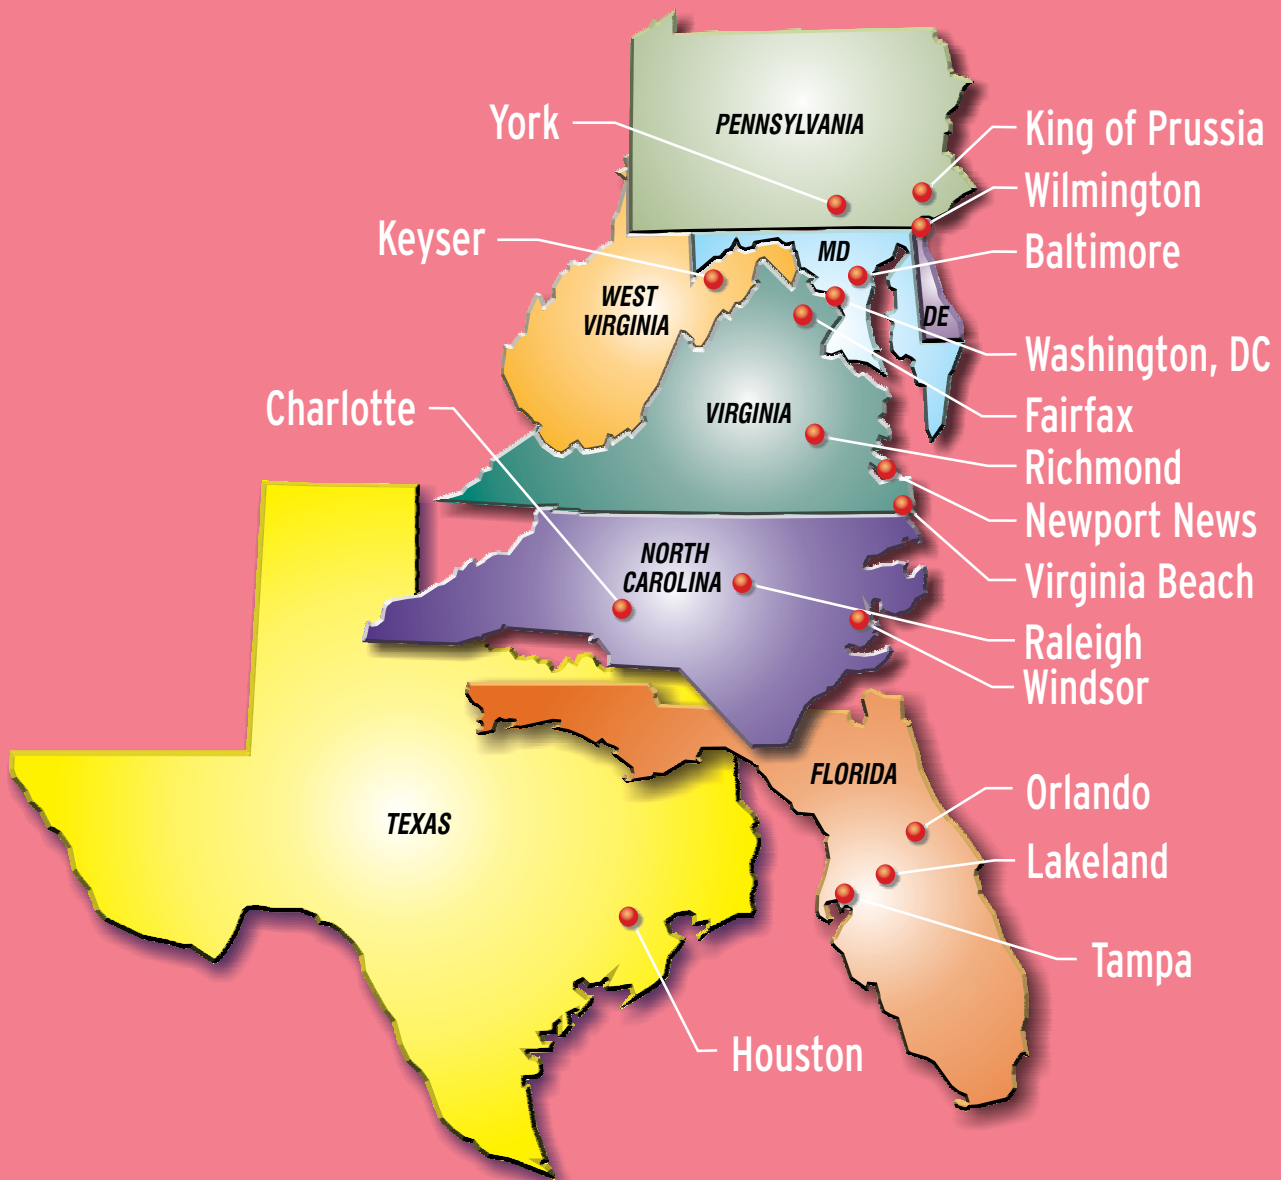 PENNSYLVANIA
York
King of Prussia
Wilmington
Keyser
MD
Baltimore
WEST
VIRGINIA
DE
Washington, DC
Charlotte
VIRGINIA
Fairfax
Richmond
Newport News
NORTH
CAROLINA
Virginia Beach
Raleigh
Windsor
FLORIDA
Orlando
TEXAS
Lakeland
Tampa
Houston